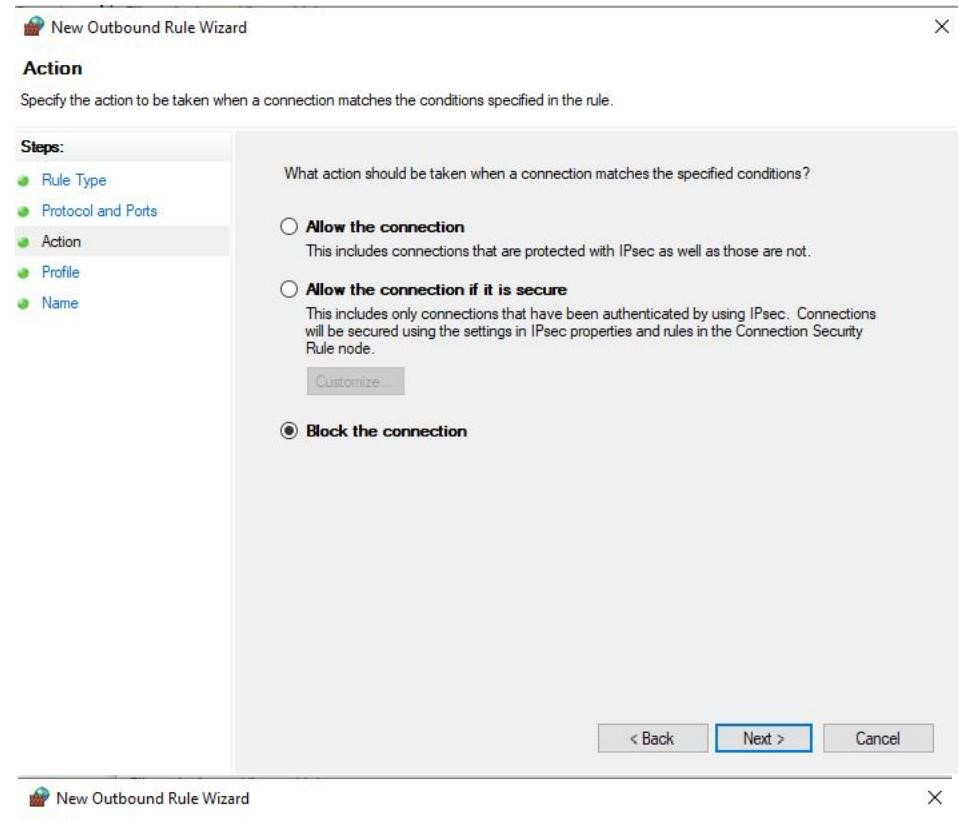 New Outbound Rule Wizard
Action
Specify the action to be taken when a connection matches the conditions specified in the rule.
Steps:
Rule Type
Protocol and Ports
Action
Profile
Name
What action should be taken when a connection matches the specified conditions?
Allow the connection
This includes connections that are protected with IPsec as well as those are not.
Allow the connection if it is secure
This includes only connections that have been authenticated by using IPsec. Connections
will be secured using the settings in IPsec properties and rules in the Connection Security
Rule node.
Customize...
Block the connection
< Back
Next >
Cancel
New Outbound Rule Wizard